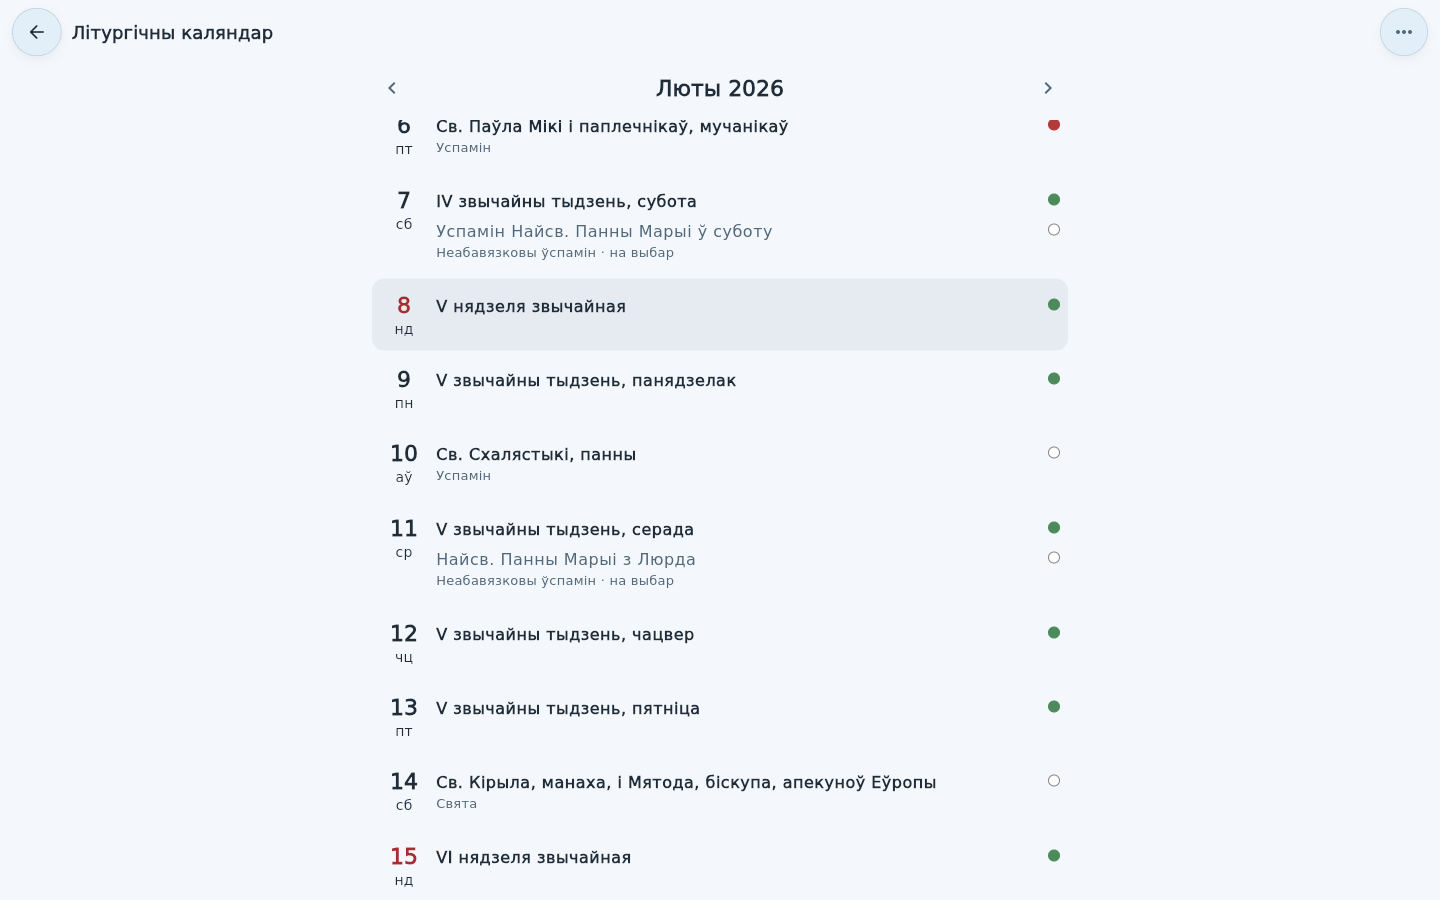 Літургічны каляндар
Люты 2026
6 Св. Паўла Мікі і паплечнікаў, мучанікаў
пт Успамін
7 IV звычайны тыдзень, субота
сб Успамін Найсв. Панны Марыі ў суботу
Неабавязковы ўспамін · на выбар
8 V нядзеля звычайная
нд
9 V звычайны тыдзень, панядзелак
пн
10 Св. Схалястыкі, панны
аў Успамін
11 V звычайны тыдзень, серада
ср Найсв. Панны Марыі з Люрда
Неабавязковы ўспамін · на выбар
12 V звычайны тыдзень, чацвер
чц
13 V звычайны тыдзень, пятніца
пт
14 Св. Кірыла, манаха, і Мятода, біскупа, апекуноў Еўропы
сб Свята
15 VI нядзеля звычайная
нд